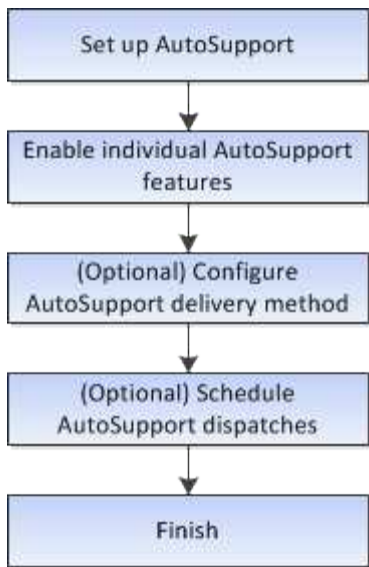 Set up AutoSupport
Enable individual AutoSupport
features
(Optional) Configure
AutoSupport delivery method
(Optional) Schedule
AutoSupport dispatches
Finish